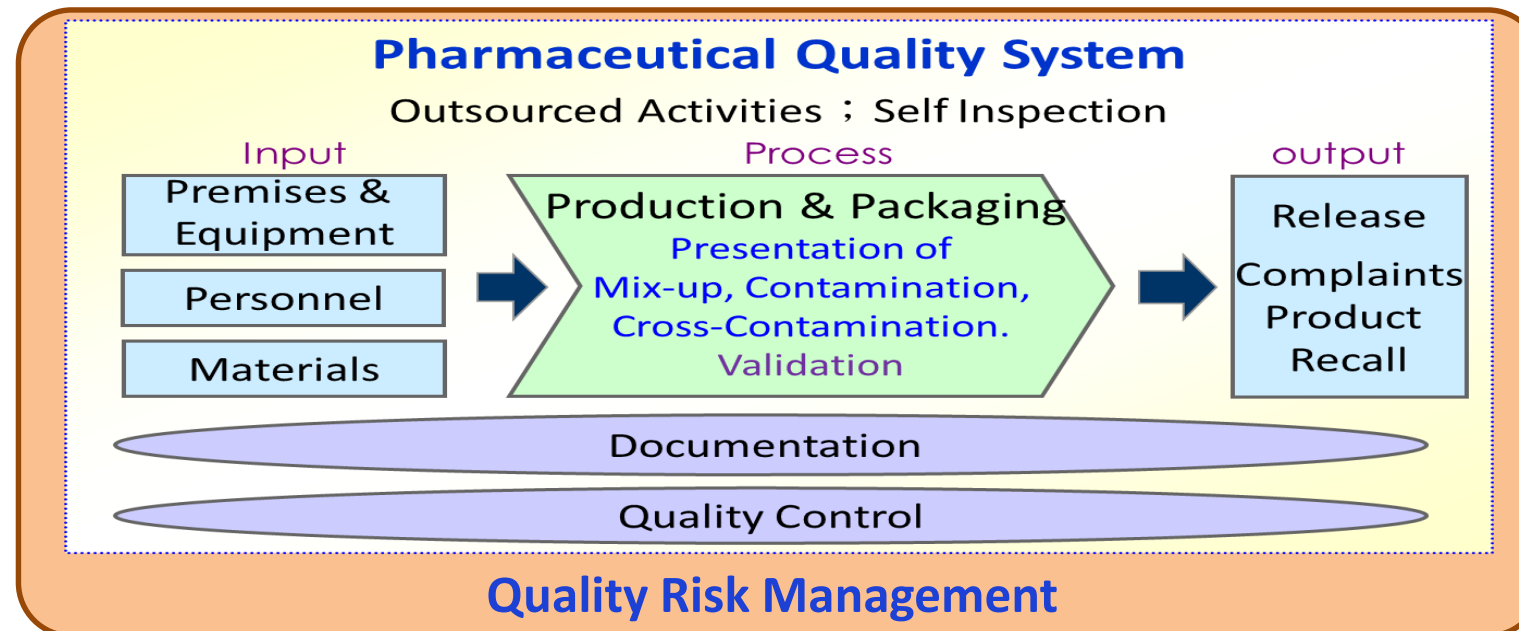 Pharmaceutical Quality System
Outsourced Activities ; Self Inspection
Input
Process
output
Premises &
Equipment
Personnel
Materials
Production & Packaging
Presentation of
Mix-up, Contamination,
Cross-Contamination.
Validation
Release
Complaints
Product
Recall
Documentation
Quality Control
Quality Risk Management